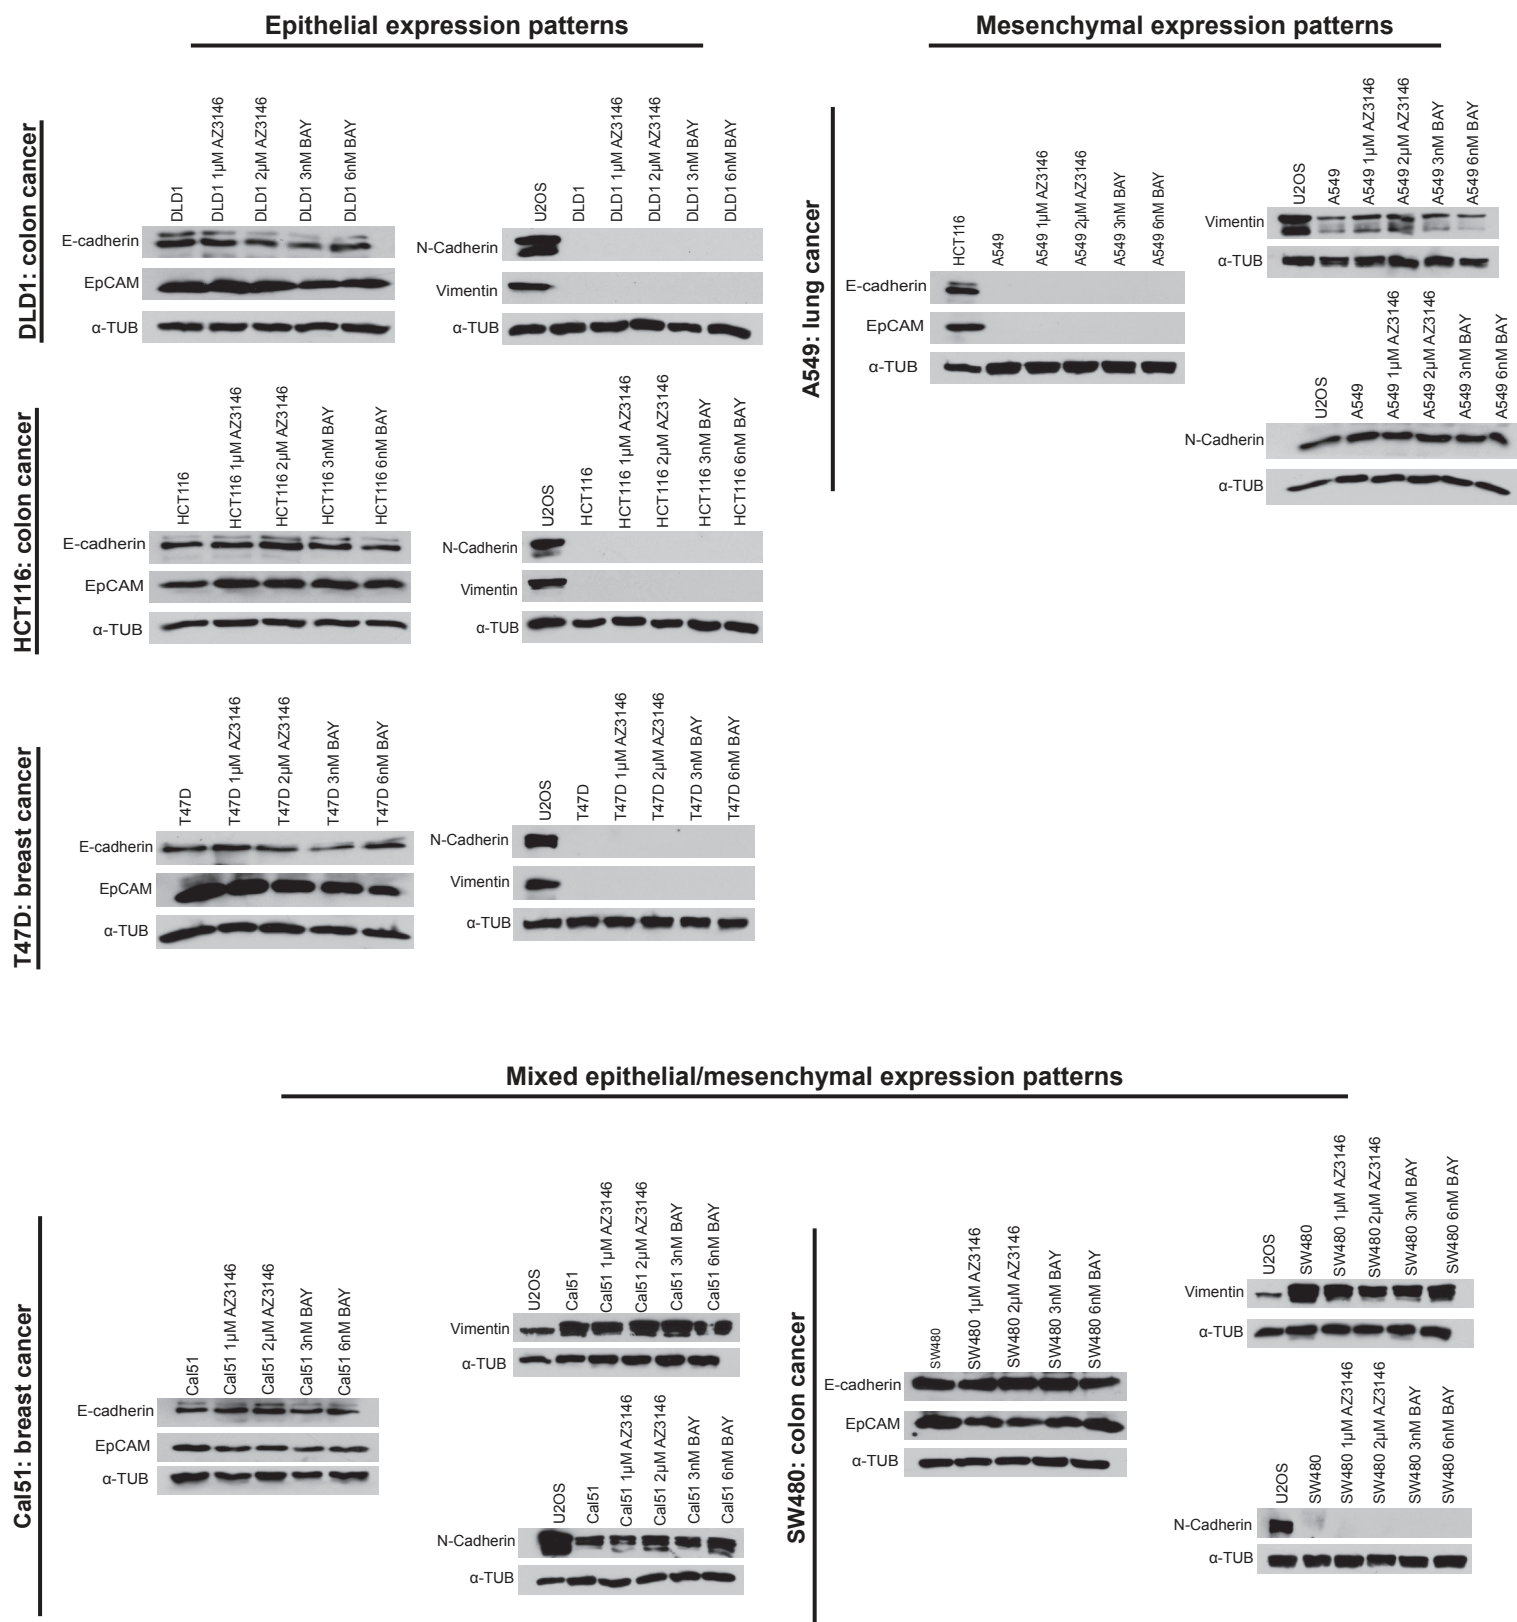 Epithelial expression patterns
DLD1: colon cancer
DLD1
DLD1 1µM AZ3146
DLD1 2µM AZ3146
DLD1 3nM BAY
DLD1 6nM BAY
E-cadherin
EpCAM
α-TUB
U2OS
DLD1
DLD1 1µM AZ3146
DLD1 2µM AZ3146
DLD1 3nM BAY
DLD1 6nM BAY
N-Cadherin
Vimentin
α-TUB
HCT116: colon cancer
HCT116
HCT116 1µM AZ3146
HCT116 2µM AZ3146
HCT116 3nM BAY
HCT116 6nM BAY
E-cadherin
EpCAM
α-TUB
U2OS
HCT116
HCT116 1µM AZ3146
HCT116 2µM AZ3146
HCT116 3nM BAY
HCT116 6nM BAY
N-Cadherin
Vimentin
α-TUB
T47D: breast cancer
T47D
T47D 1µM AZ3146
T47D 2µM AZ3146
T47D 3nM BAY
T47D 6nM BAY
E-cadherin
EpCAM
α-TUB
U2OS
T47D
T47D 1µM AZ3146
T47D 2µM AZ3146
T47D 3nM BAY
T47D 6nM BAY
N-Cadherin
Vimentin
α-TUB
Mesenchymal expression patterns
A549: lung cancer
HCT116
A549
A549 1µM AZ3146
A549 2µM AZ3146
A549 3nM BAY
A549 6nM BAY
E-cadherin
EpCAM
α-TUB
U2OS
A549
A549 1µM AZ3146
A549 2µM AZ3146
A549 3nM BAY
A549 6nM BAY
Vimentin
α-TUB
U2OS
A549
A549 1µM AZ3146
A549 2µM AZ3146
A549 3nM BAY
A549 6nM BAY
N-Cadherin
α-TUB
Mixed epithelial/mesenchymal expression patterns
Cal51: breast cancer
Cal51
Cal51 1µM AZ3146
Cal51 2µM AZ3146
Cal51 3nM BAY
Cal51 6nM BAY
E-cadherin
EpCAM
α-TUB
U2OS
Cal51
Cal51 1µM AZ3146
Cal51 2µM AZ3146
Cal51 3nM BAY
Cal51 6nM BAY
Vimentin
α-TUB
U2OS
Cal51
Cal51 1µM AZ3146
Cal51 2µM AZ3146
Cal51 3nM BAY
Cal51 6nM BAY
N-Cadherin
α-TUB
SW480: colon cancer
SW480
SW480 1µM AZ3146
SW480 2µM AZ3146
SW480 3nM BAY
SW480 6nM BAY
E-cadherin
EpCAM
α-TUB
U2OS
SW480
SW480 1µM AZ3146
SW480 2µM AZ3146
SW480 3nM BAY
SW480 6nM BAY
Vimentin
α-TUB
U2OS
SW480
SW480 1µM AZ3146
SW480 2µM AZ3146
SW480 3nM BAY
SW480 6nM BAY
N-Cadherin
α-TUB